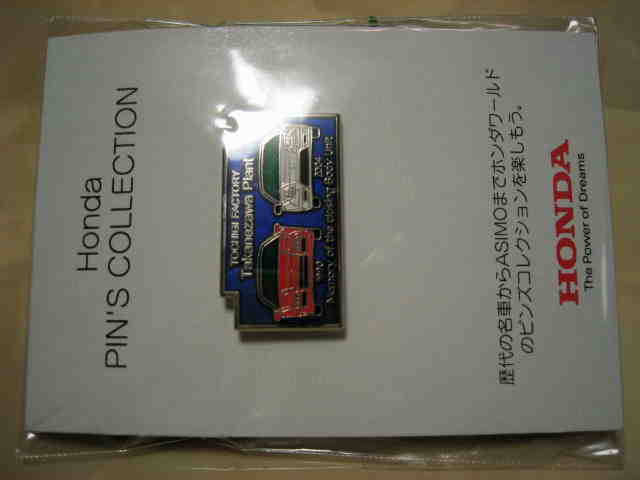 Honda
PIN'S COLLECTION
TOCHIGI FACTORY
Takanezawa Plant
1990
2004
Memory of the closing Body Unit
歴代の名車からASIMOまでホンダワールド
のピンズコレクションを楽しもう。
HONDA
The Power of Dreams